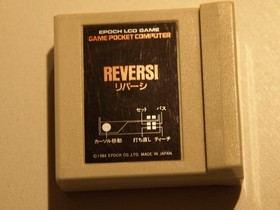 EPOCH LCD GAME
GAME POCKET COMPUTER
REVERSI
リバーシ
セット パス
カーソル移動 打ち直し ティーチ
©1984 EPOCH CO.,LTD. MADE IN JAPAN